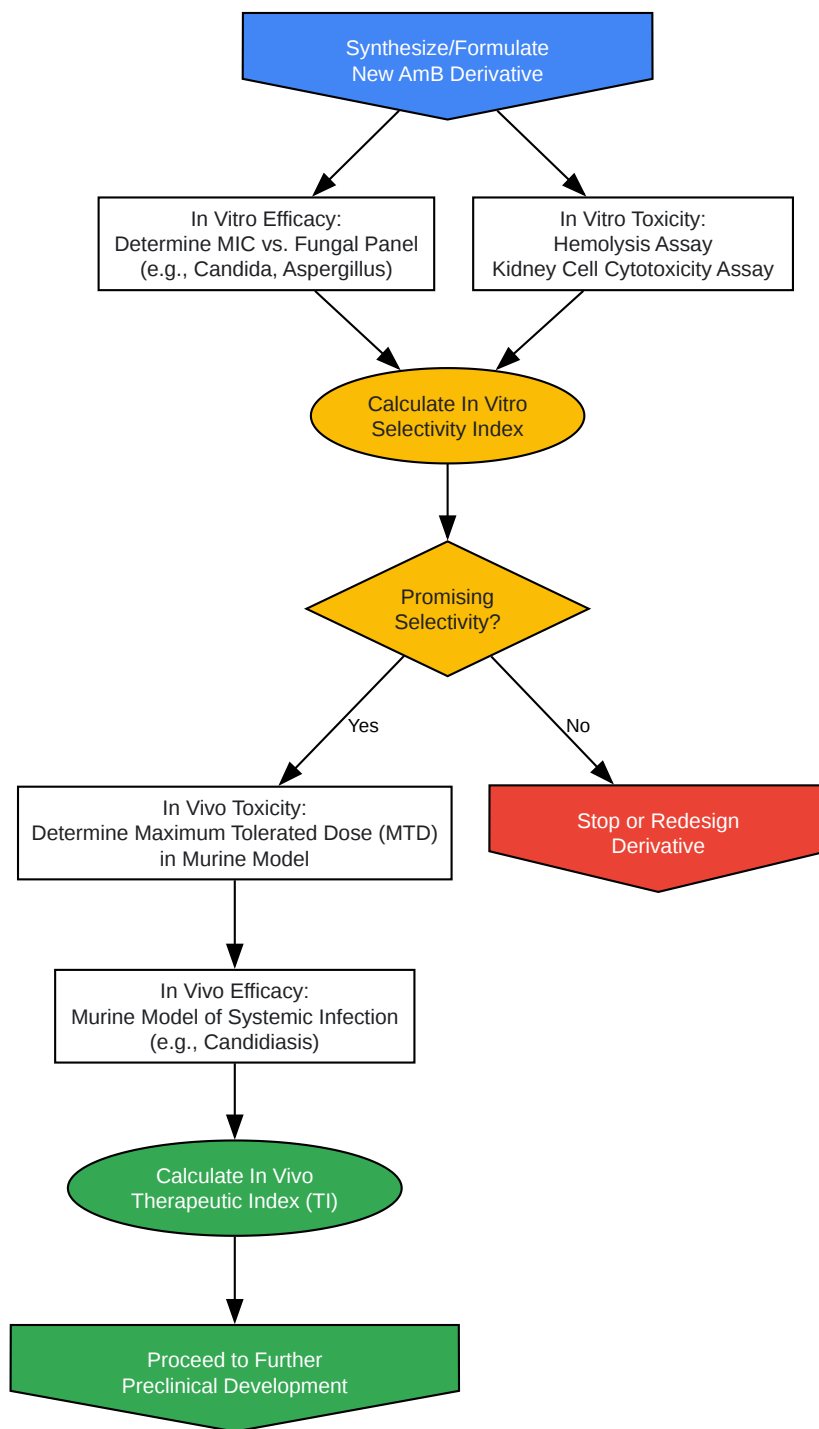 Synthesize/Formulate
New AmB Derivative
In Vitro Efficacy:
Determine MIC vs. Fungal Panel
(e.g., Candida, Aspergillus)
In Vitro Toxicity:
Hemolysis Assay
Kidney Cell Cytotoxicity Assay
Calculate In Vitro
Selectivity Index
Promising
Selectivity?
Yes
No
In Vivo Toxicity:
Determine Maximum Tolerated Dose (MTD)
in Murine Model
Stop or Redesign
Derivative
In Vivo Efficacy:
Murine Model of Systemic Infection
(e.g., Candidiasis)
Calculate In Vivo
Therapeutic Index (TI)
Proceed to Further
Preclinical Development